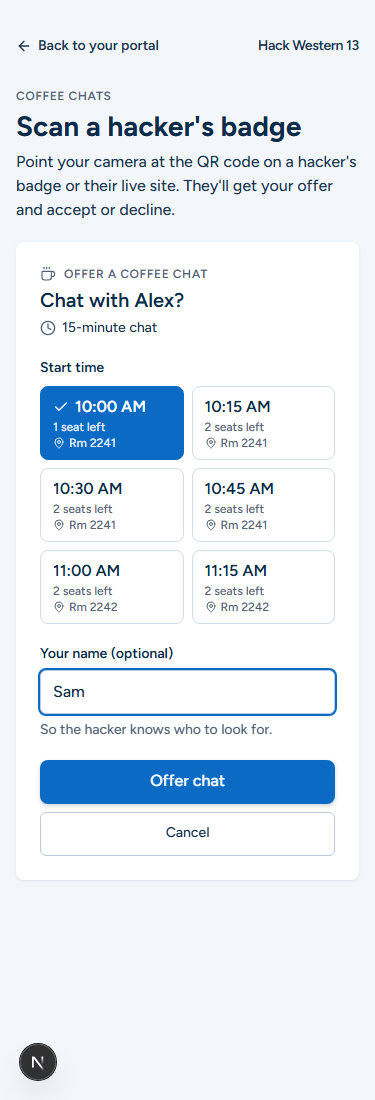 Back to your portal
Hack Western 13
COFFEE CHATS
Scan a hacker's badge
Point your camera at the QR code on a hacker's
badge or their live site. They'll get your offer
and accept or decline.
OFFER A COFFEE CHAT
Chat with Alex?
15-minute chat
Start time
10:00 AM
1 seat left
Rm 2241
10:15 AM
2 seats left
Rm 2241
10:30 AM
2 seats left
Rm 2241
10:45 AM
2 seats left
Rm 2241
11:00 AM
2 seats left
Rm 2242
11:15 AM
2 seats left
Rm 2242
Your name (optional)
Sam
So the hacker knows who to look for.
Offer chat
Cancel
N